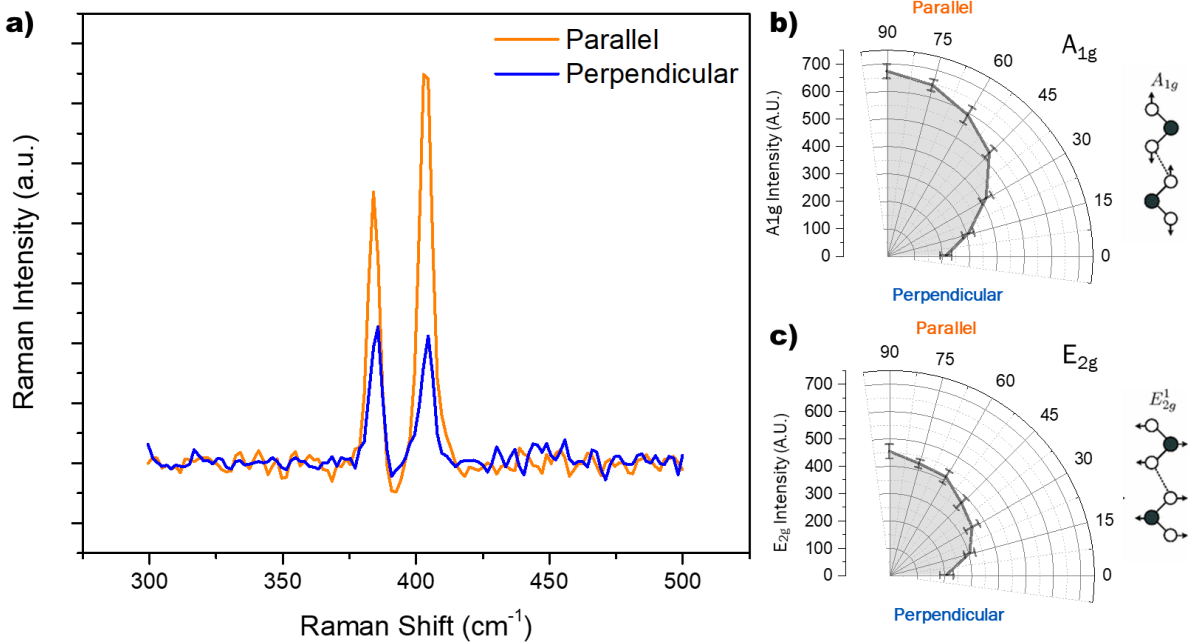 a)
Parallel
Perpendicular
Raman Intensity (a.u.)
300
350
400
450
500
Raman Shift (cm⁻¹)
b)
Parallel
A1g
90
75
60
45
30
15
0
700
600
500
400
300
200
100
0
A1g Intensity (A.U.)
Perpendicular
A1g
c)
Parallel
E2g
90
75
60
45
30
15
0
700
600
500
400
300
200
100
0
E2g Intensity (A.U.)
Perpendicular
E¹2g